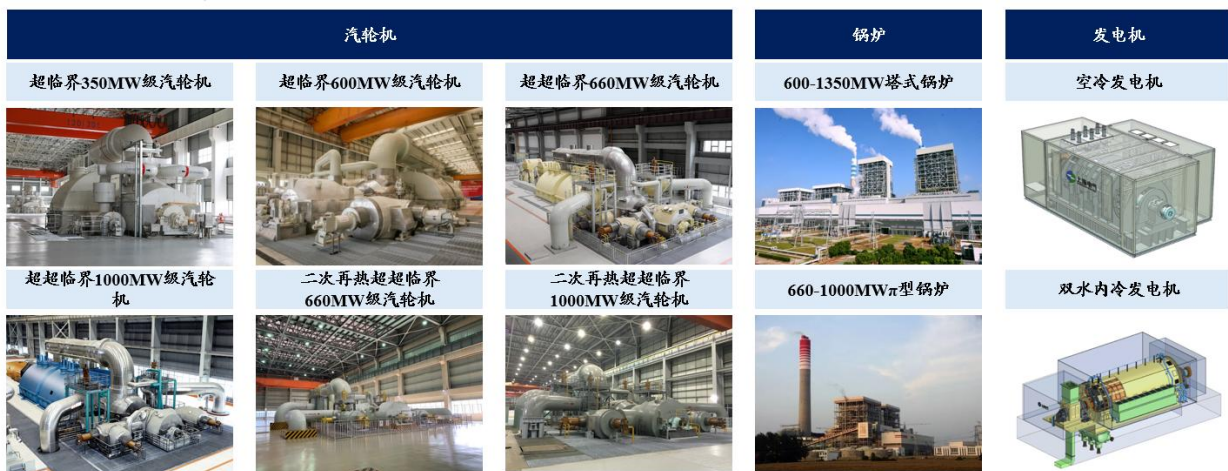 汽轮机
锅炉
发电机
超临界350MW级汽轮机
超临界600MW级汽轮机
超超临界660MW级汽轮机
600-1350MW塔式锅炉
空冷发电机
超超临界1000MW级汽轮
机
二次再热超超临界
660MW级汽轮机
二次再热超超临界
1000MW级汽轮机
660-1000MWπ型锅炉
双水内冷发电机